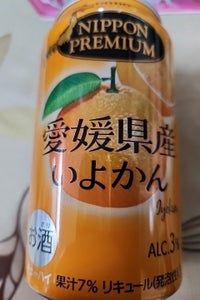 NIPPON
PREMIUM
愛媛県産
いよかん
Iyokan
お酒
ALC.3%
果汁7% リキュール(発泡性)